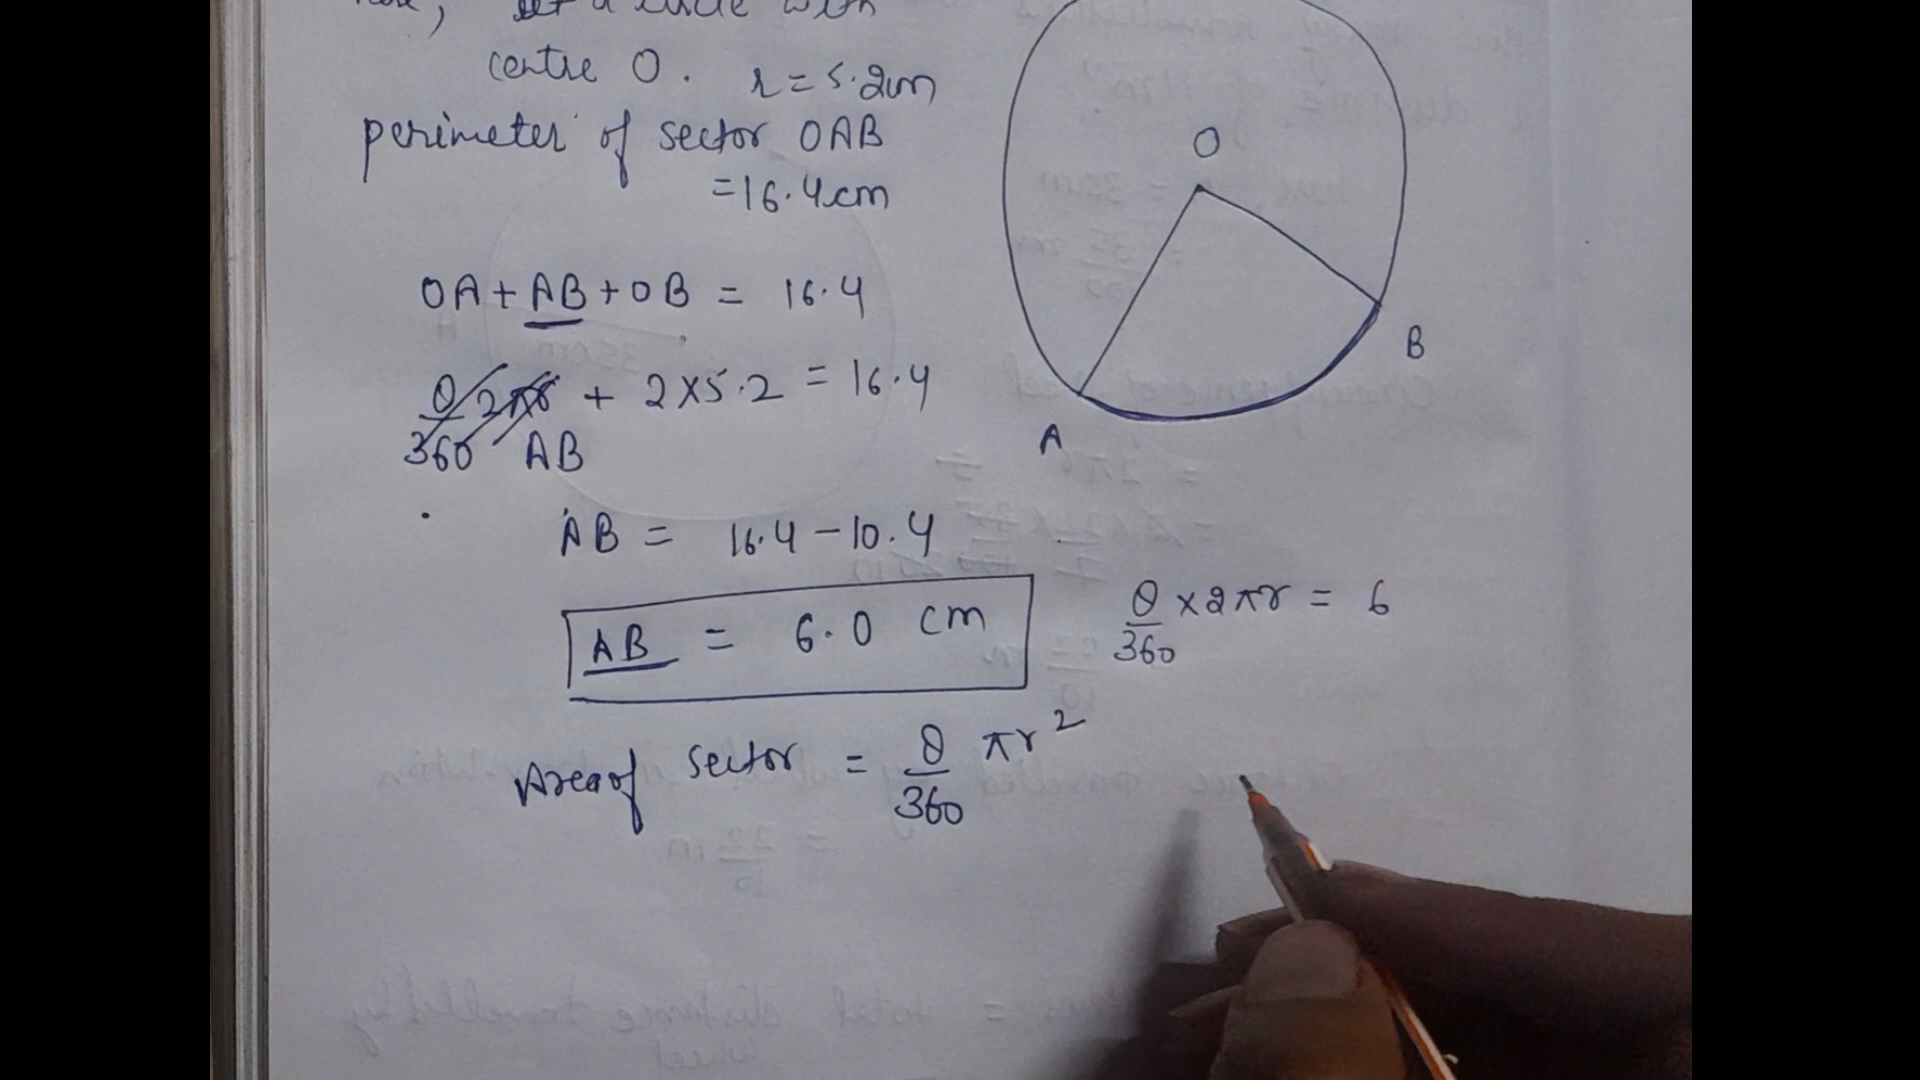 centre O. r = 5.2cm
perimeter of sector OAB
= 16.4cm
O
OA + AB + OB = 16.4
B
θ/360 2πr + 2 × 5.2 = 16.4
AB
A
AB = 16.4 - 10.4
AB = 6.0 cm
θ/360 × 2πr = 6
Area of sector = θ/360 πr²